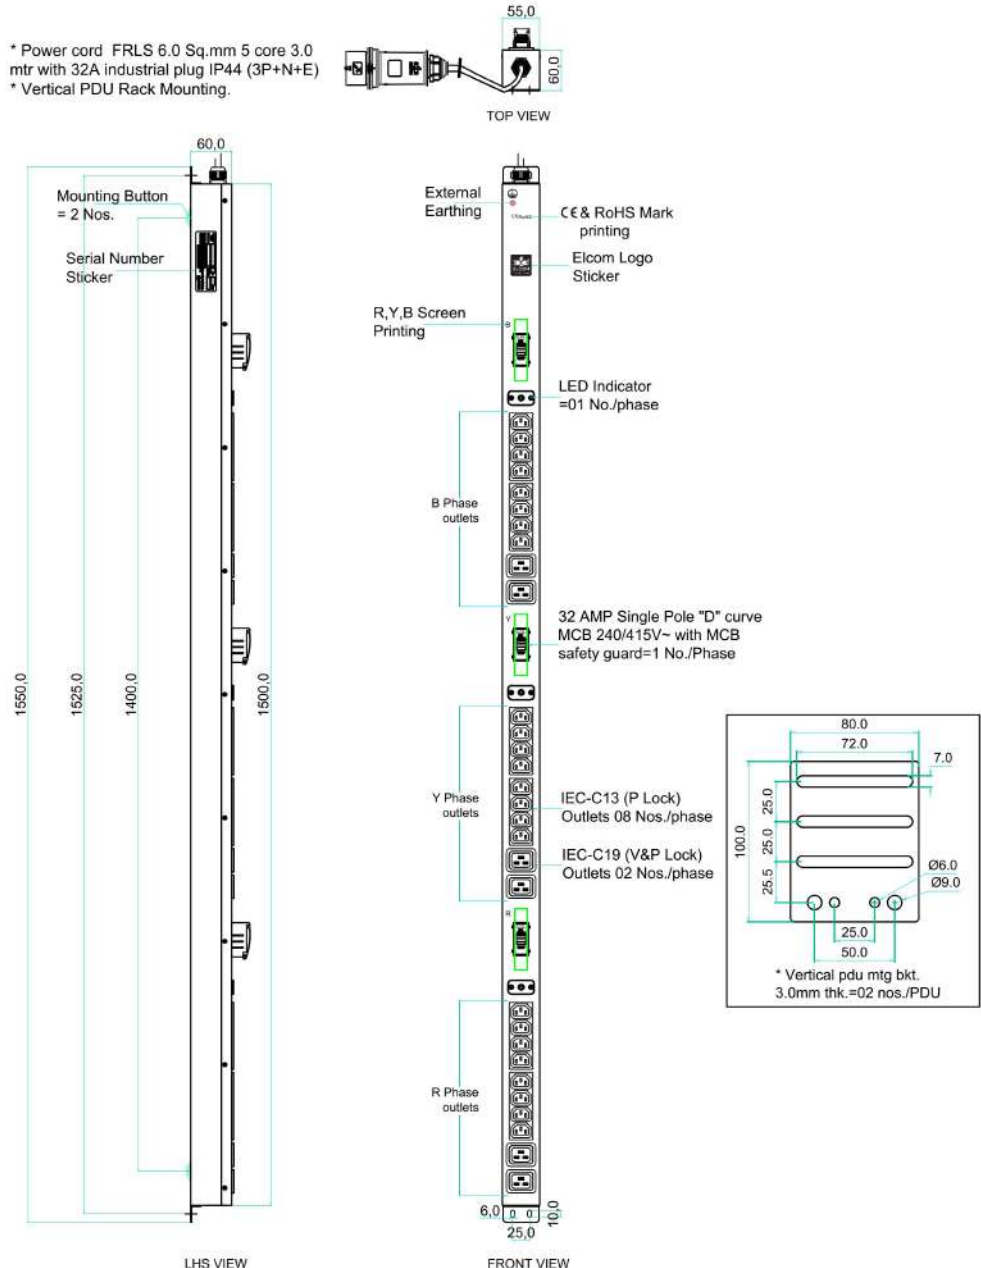 55,0
* Power cord  FRLS 6.0 Sq.mm 5 core 3.0
mtr with 32A industrial plug IP44 (3P+N+E)
* Vertical PDU Rack Mounting.
60,0
TOP VIEW
60,0
Mounting Button
= 2 Nos.
Serial Number
Sticker
External
Earthing
C€ & RoHS Mark
printing
Elcom Logo
Sticker
R,Y,B Screen
Printing
B
LED Indicator
=01 No./phase
B Phase
outlets
32 AMP Single Pole "D" curve
MCB 240/415V~ with MCB
safety guard=1 No./Phase
Y
1550,0
1525,0
1400,0
1500,0
Y Phase
outlets
IEC-C13 (P Lock)
Outlets 08 Nos./phase
IEC-C19 (V&P Lock)
Outlets 02 Nos./phase
R
80.0
72.0
7.0
100.0
25.0
25.0
25.5
Ø6.0
Ø9.0
25.0
50.0
* Vertical pdu mtg bkt.
3.0mm thk.=02 nos./PDU
R Phase
outlets
6,0
10,0
25,0
LHS VIEW
FRONT VIEW